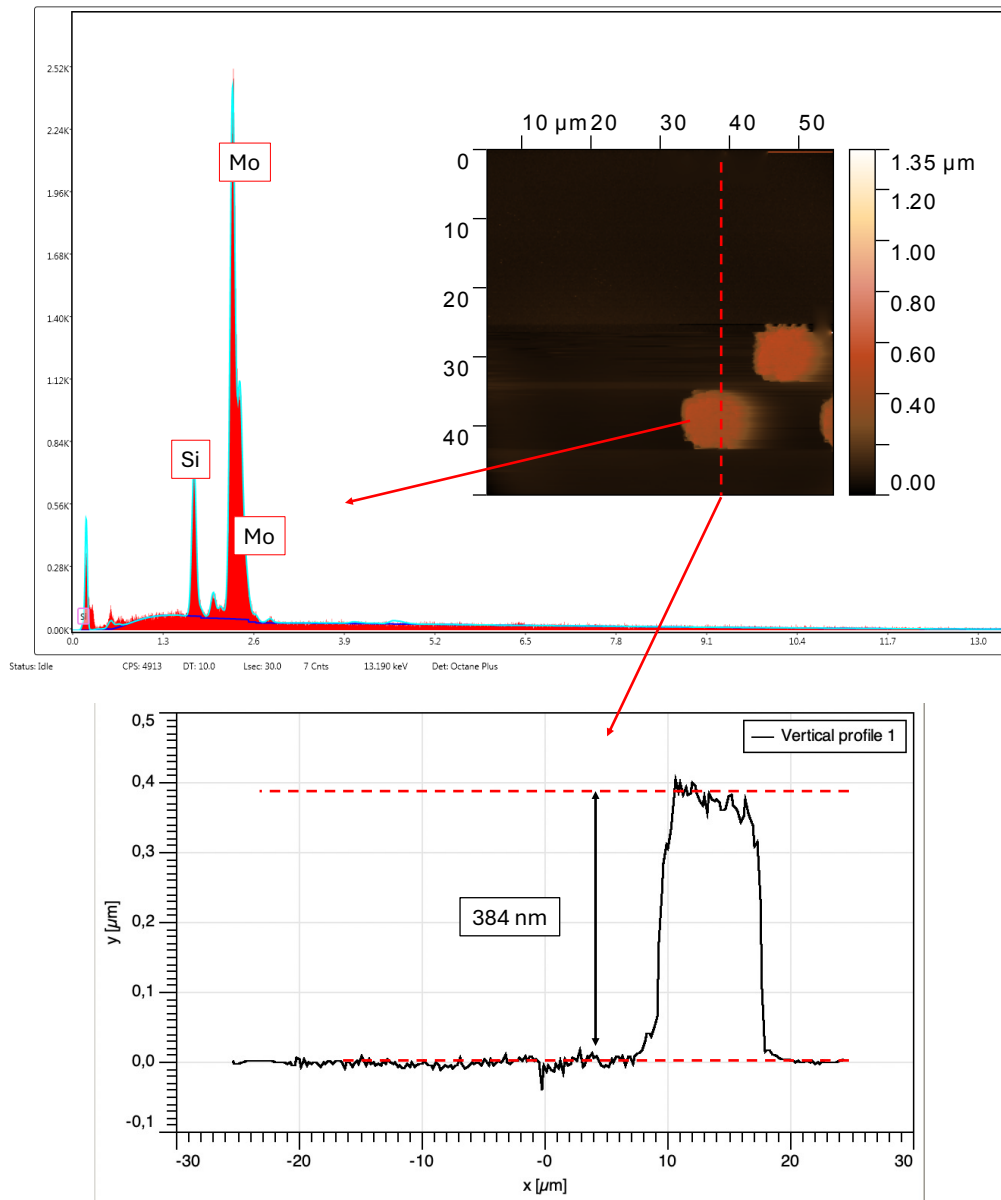 2.52K
2.24K
1.96K
1.68K
1.40K
1.12K
0.84K
0.56K
0.28K
0.00K
Mo
Si
Mo
Si
0.0 1.3 2.6 3.9 5.2 6.5 7.8 9.1 10.4 11.7 13.0
Status: Idle CPS: 4913 DT: 10.0 Lsec: 30.0 7 Cnts 13.190 keV Det: Octane Plus
10 µm 20 30 40 50
0
10
20
30
40
1.35 µm
1.20
1.00
0.80
0.60
0.40
0.00
Vertical profile 1
0,5
0,4
0,3
0,2
0,1
0,0
-0,1
y [µm]
384 nm
-30 -20 -10 -0 10 20 30
x [µm]